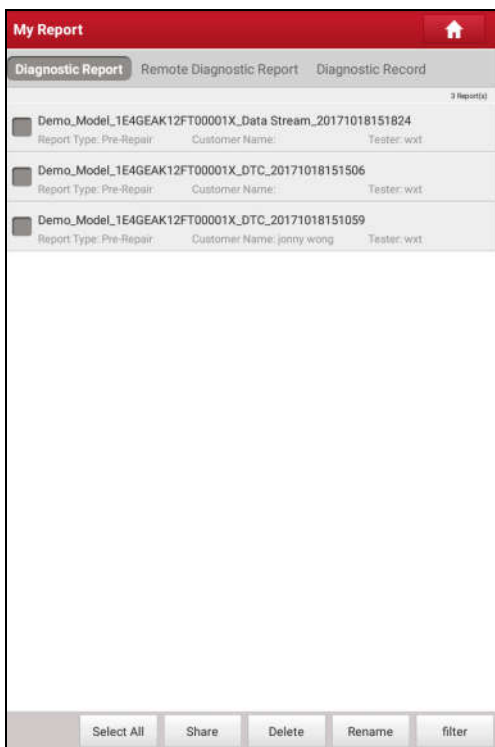 My Report
Diagnostic Report Remote Diagnostic Report Diagnostic Record
3 Report(s)
Demo_Model_1E4GEAK12FT00001X_Data Stream_20171018151824
Report Type: Pre-Repair Customer Name: Tester: wxt
Demo_Model_1E4GEAK12FT00001X_DTC_20171018151506
Report Type: Pre-Repair Customer Name: Tester: wxt
Demo_Model_1E4GEAK12FT00001X_DTC_20171018151059
Report Type: Pre-Repair Customer Name: jonny wong Tester: wxt
Select All Share Delete Rename filter